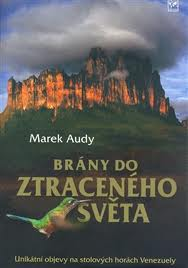 Marek Audy
BRÁNY DO
ZTRACENÉHO
SVĚTA
Unikátní objevy na stolových horách Venezuely